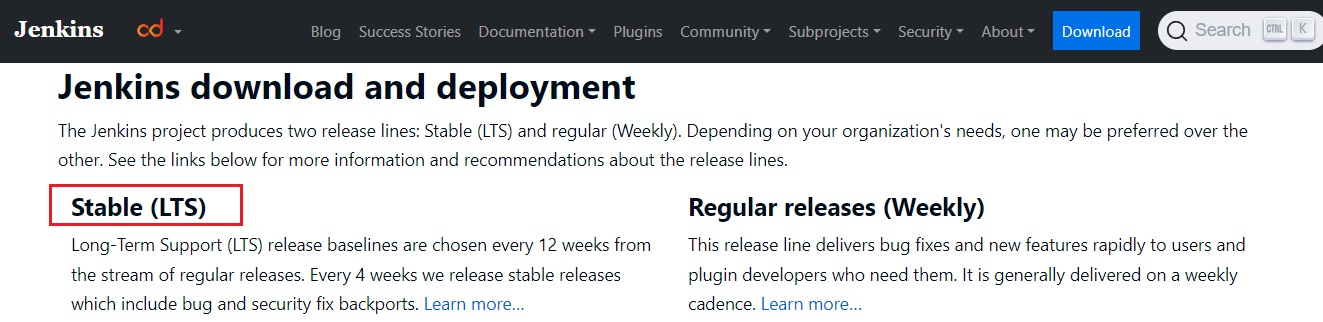 Jenkins cd Blog Success Stories Documentation Plugins Community Subprojects Security About Download Search CTRL K
Jenkins download and deployment
The Jenkins project produces two release lines: Stable (LTS) and regular (Weekly). Depending on your organization's needs, one may be preferred over the
other. See the links below for more information and recommendations about the release lines.
Stable (LTS)
Long-Term Support (LTS) release baselines are chosen every 12 weeks from
the stream of regular releases. Every 4 weeks we release stable releases
which include bug and security fix backports. Learn more...
Regular releases (Weekly)
This release line delivers bug fixes and new features rapidly to users and
plugin developers who need them. It is generally delivered on a weekly
cadence. Learn more...